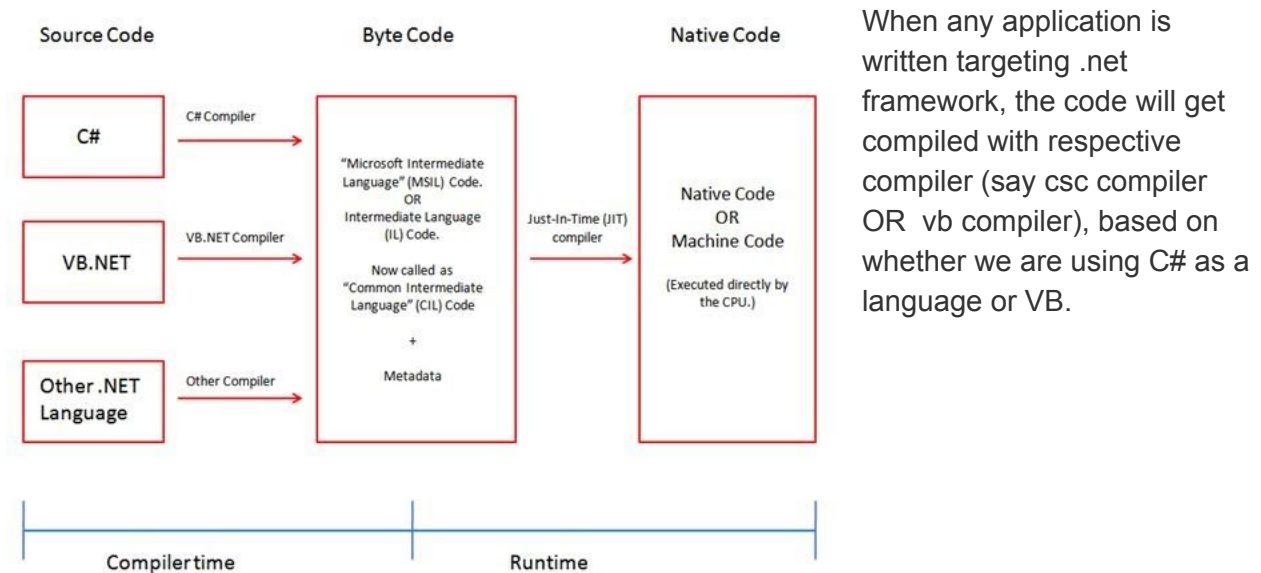 Source Code
Byte Code
Native Code
C#
C# Compiler
VB.NET
VB.NET Compiler
Other .NET
Language
Other Compiler
“Microsoft Intermediate
Language” (MSIL) Code.
OR
Intermediate Language
(IL) Code.
Now called as
“Common Intermediate
Language” (CIL) Code
+
Metadata
Just-In-Time (JIT)
compiler
Native Code
OR
Machine Code
(Executed directly by
the CPU.)
Compilertime
Runtime
When any application is
written targeting .net
framework, the code will get
compiled with respective
compiler (say csc compiler
OR vb compiler), based on
whether we are using C# as a
language or VB.